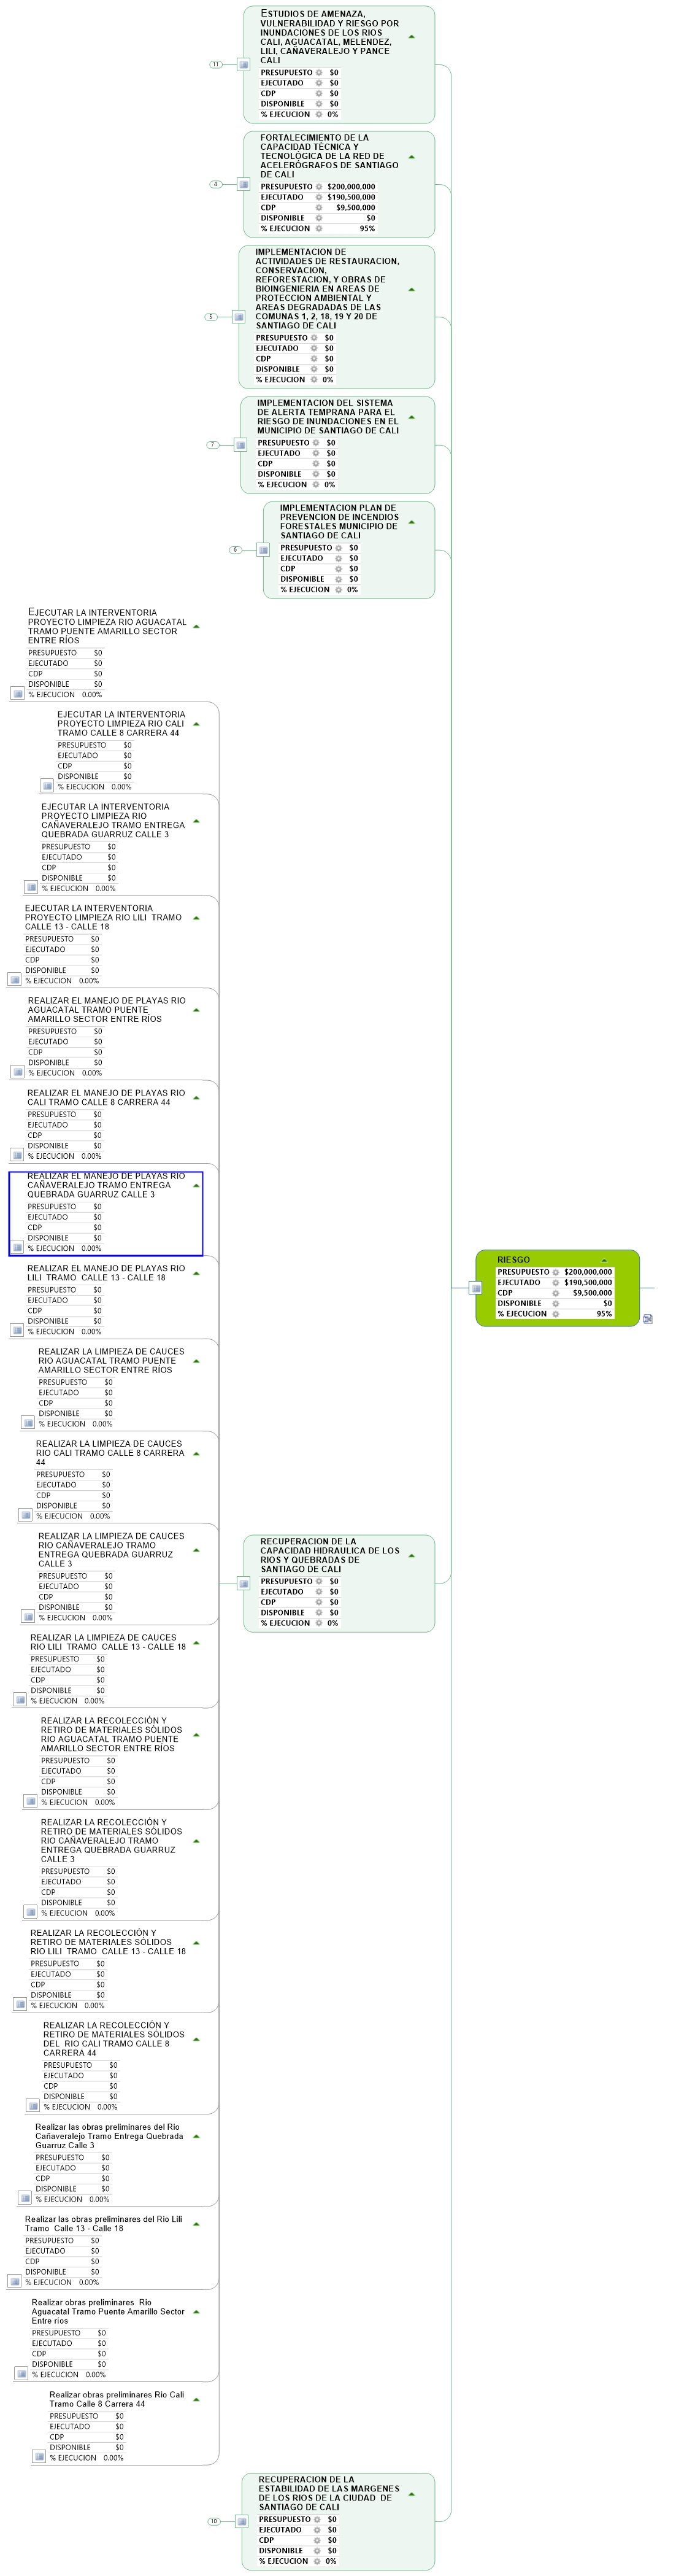 ESTUDIOS DE AMENAZA,
VULNERABILIDAD Y RIESGO POR
INUNDACIONES DE LOS RIOS
CALI, AGUACATAL, MELENDEZ,
LILI, CAÑAVERALEJO Y PANCE
CALI
11
PRESUPUESTO $0
EJECUTADO $0
CDP $0
DISPONIBLE $0
% EJECUCION 0%
FORTALECIMIENTO DE LA
CAPACIDAD TÉCNICA Y
TECNOLÓGICA DE LA RED DE
ACELERÓGRAFOS DE SANTIAGO
DE CALI
4
PRESUPUESTO $200,000,000
EJECUTADO $190,500,000
CDP $9,500,000
DISPONIBLE $0
% EJECUCION 95%
IMPLEMENTACION DE
ACTIVIDADES DE RESTAURACION,
CONSERVACION,
REFORESTACION, Y OBRAS DE
BIOINGENIERIA EN AREAS DE
PROTECCION AMBIENTAL Y
AREAS DEGRADADAS DE LAS
COMUNAS 1, 2, 18, 19 Y 20 DE
SANTIAGO DE CALI
5
PRESUPUESTO $0
EJECUTADO $0
CDP $0
DISPONIBLE $0
% EJECUCION 0%
IMPLEMENTACION DEL SISTEMA
DE ALERTA TEMPRANA PARA EL
RIESGO DE INUNDACIONES EN EL
MUNICIPIO DE SANTIAGO DE CALI
7
PRESUPUESTO $0
EJECUTADO $0
CDP $0
DISPONIBLE $0
% EJECUCION 0%
IMPLEMENTACION PLAN DE
PREVENCION DE INCENDIOS
FORESTALES MUNICIPIO DE
SANTIAGO DE CALI
6
PRESUPUESTO $0
EJECUTADO $0
CDP $0
DISPONIBLE $0
% EJECUCION 0%
EJECUTAR LA INTERVENTORIA
PROYECTO LIMPIEZA RIO AGUACATAL
TRAMO PUENTE AMARILLO SECTOR
ENTRE RÍOS
PRESUPUESTO $0
EJECUTADO $0
CDP $0
DISPONIBLE $0
% EJECUCION 0.00%
EJECUTAR LA INTERVENTORIA
PROYECTO LIMPIEZA RIO CALI
TRAMO CALLE 8 CARRERA 44
PRESUPUESTO $0
EJECUTADO $0
CDP $0
DISPONIBLE $0
% EJECUCION 0.00%
EJECUTAR LA INTERVENTORIA
PROYECTO LIMPIEZA RIO
CAÑAVERALEJO TRAMO ENTREGA
QUEBRADA GUARRUZ CALLE 3
PRESUPUESTO $0
EJECUTADO $0
CDP $0
DISPONIBLE $0
% EJECUCION 0.00%
EJECUTAR LA INTERVENTORIA
PROYECTO LIMPIEZA RIO LILI TRAMO
CALLE 13 - CALLE 18
PRESUPUESTO $0
EJECUTADO $0
CDP $0
DISPONIBLE $0
% EJECUCION 0.00%
REALIZAR EL MANEJO DE PLAYAS RIO
AGUACATAL TRAMO PUENTE
AMARILLO SECTOR ENTRE RÍOS
PRESUPUESTO $0
EJECUTADO $0
CDP $0
DISPONIBLE $0
% EJECUCION 0.00%
REALIZAR EL MANEJO DE PLAYAS RIO
CALI TRAMO CALLE 8 CARRERA 44
PRESUPUESTO $0
EJECUTADO $0
CDP $0
DISPONIBLE $0
% EJECUCION 0.00%
REALIZAR EL MANEJO DE PLAYAS RIO
CAÑAVERALEJO TRAMO ENTREGA
QUEBRADA GUARRUZ CALLE 3
PRESUPUESTO $0
EJECUTADO $0
CDP $0
DISPONIBLE $0
% EJECUCION 0.00%
REALIZAR EL MANEJO DE PLAYAS RIO
LILI TRAMO CALLE 13 - CALLE 18
PRESUPUESTO $0
EJECUTADO $0
CDP $0
DISPONIBLE $0
% EJECUCION 0.00%
RIESGO
PRESUPUESTO $200,000,000
EJECUTADO $190,500,000
CDP $9,500,000
DISPONIBLE $0
% EJECUCION 95%
REALIZAR LA LIMPIEZA DE CAUCES
RIO AGUACATAL TRAMO PUENTE
AMARILLO SECTOR ENTRE RÍOS
PRESUPUESTO $0
EJECUTADO $0
CDP $0
DISPONIBLE $0
% EJECUCION 0.00%
REALIZAR LA LIMPIEZA DE CAUCES
RIO CALI TRAMO CALLE 8 CARRERA
44
PRESUPUESTO $0
EJECUTADO $0
CDP $0
DISPONIBLE $0
% EJECUCION 0.00%
REALIZAR LA LIMPIEZA DE CAUCES
RIO CAÑAVERALEJO TRAMO
ENTREGA QUEBRADA GUARRUZ
CALLE 3
PRESUPUESTO $0
EJECUTADO $0
CDP $0
DISPONIBLE $0
% EJECUCION 0.00%
RECUPERACION DE LA
CAPACIDAD HIDRAULICA DE LOS
RIOS Y QUEBRADAS DE
SANTIAGO DE CALI
PRESUPUESTO $0
EJECUTADO $0
CDP $0
DISPONIBLE $0
% EJECUCION 0%
REALIZAR LA LIMPIEZA DE CAUCES
RIO LILI TRAMO CALLE 13 - CALLE 18
PRESUPUESTO $0
EJECUTADO $0
CDP $0
DISPONIBLE $0
% EJECUCION 0.00%
REALIZAR LA RECOLECCIÓN Y
RETIRO DE MATERIALES SÓLIDOS
RIO AGUACATAL TRAMO PUENTE
AMARILLO SECTOR ENTRE RÍOS
PRESUPUESTO $0
EJECUTADO $0
CDP $0
DISPONIBLE $0
% EJECUCION 0.00%
REALIZAR LA RECOLECCIÓN Y
RETIRO DE MATERIALES SÓLIDOS
RIO CAÑAVERALEJO TRAMO
ENTREGA QUEBRADA GUARRUZ
CALLE 3
PRESUPUESTO $0
EJECUTADO $0
CDP $0
DISPONIBLE $0
% EJECUCION 0.00%
REALIZAR LA RECOLECCIÓN Y
RETIRO DE MATERIALES SÓLIDOS
RIO LILI TRAMO CALLE 13 - CALLE 18
PRESUPUESTO $0
EJECUTADO $0
CDP $0
DISPONIBLE $0
% EJECUCION 0.00%
REALIZAR LA RECOLECCIÓN Y
RETIRO DE MATERIALES SÓLIDOS
DEL RIO CALI TRAMO CALLE 8
CARRERA 44
PRESUPUESTO $0
EJECUTADO $0
CDP $0
DISPONIBLE $0
% EJECUCION 0.00%
Realizar las obras preliminares del Rio
Cañaveralejo Tramo Entrega Quebrada
Guarruz Calle 3
PRESUPUESTO $0
EJECUTADO $0
CDP $0
DISPONIBLE $0
% EJECUCION 0.00%
Realizar las obras preliminares del Rio Lili
Tramo Calle 13 - Calle 18
PRESUPUESTO $0
EJECUTADO $0
CDP $0
DISPONIBLE $0
% EJECUCION 0.00%
Realizar obras preliminares Rio
Aguacatal Tramo Puente Amarillo Sector
Entre ríos
PRESUPUESTO $0
EJECUTADO $0
CDP $0
DISPONIBLE $0
% EJECUCION 0.00%
Realizar obras preliminares Rio Cali
Tramo Calle 8 Carrera 44
PRESUPUESTO $0
EJECUTADO $0
CDP $0
DISPONIBLE $0
% EJECUCION 0.00%
RECUPERACION DE LA
ESTABILIDAD DE LAS MARGENES
DE LOS RIOS DE LA CIUDAD DE
SANTIAGO DE CALI
10
PRESUPUESTO $0
EJECUTADO $0
CDP $0
DISPONIBLE $0
% EJECUCION 0%